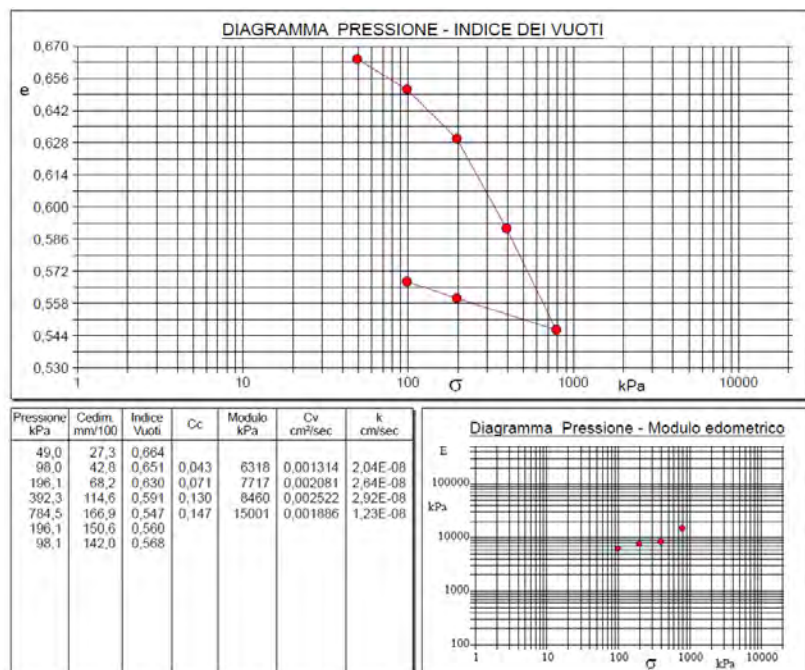 DIAGRAMMA PRESSIONE - INDICE DEI VUOTI
0,670
0,656
e
0,642
0,628
0,614
0,600
0,586
0,572
0,558
0,544
0,530
1 10 100 σ 1000 kPa 10000
Pressione kPa Cedim. mm/100 Indice Vuoti Cc Modulo kPa Cv cm²/sec k cm/sec
49,0 27,3 0,664
98,0 42,8 0,651 0,043 6318 0,001314 2,04E-08
196,1 68,2 0,630 0,071 7717 0,002081 2,64E-08
392,3 114,6 0,591 0,130 8460 0,002522 2,92E-08
784,5 166,9 0,547 0,147 15001 0,001886 1,23E-08
196,1 150,6 0,560
98,1 142,0 0,568
Diagramma Pressione - Modulo edometrico
E
100000
kPa
10000
1000
100
1 10 100 1000 10000
σ kPa